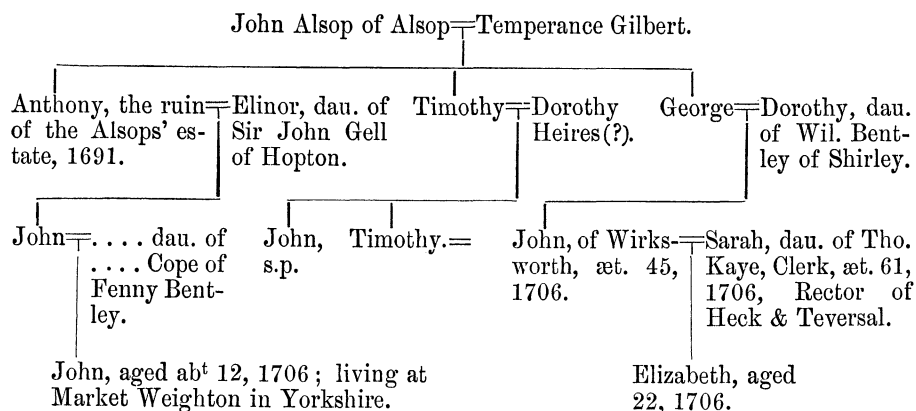 John Alsop of Alsop=Temperance Gilbert.
Anthony, the ruin=Elinor, dau. of
of the Alsops' es-
tate, 1691.
Sir John Gell
of Hopton.
Timothy=Dorothy
Heires(?).
George=Dorothy, dau.
of Wil. Bent-
ley of Shirley.
John=.... dau. of
.... Cope of
Fenny Bent-
ley.
John,
s.p.
Timothy.=
John, of Wirks-=Sarah, dau. of Tho.
worth, æt. 45,
1706.
Kaye, Clerk, æt. 61,
1706, Rector of
Heck & Teversal.
John, aged abᵗ 12, 1706; living at
Market Weighton in Yorkshire.
Elizabeth, aged
22, 1706.